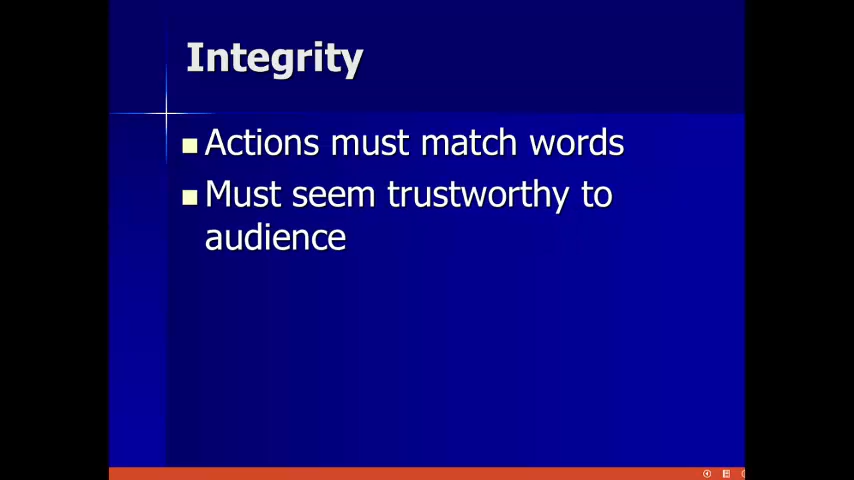 Integrity
Actions must match words
Must seem trustworthy to
audience